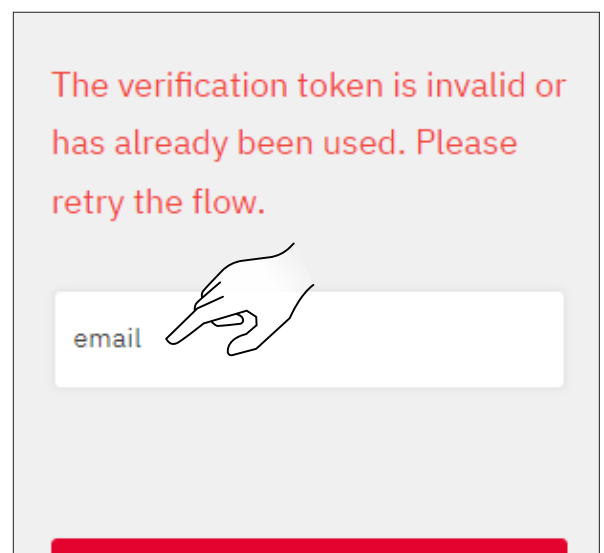 The verification token is invalid or
has already been used. Please
retry the flow.
email